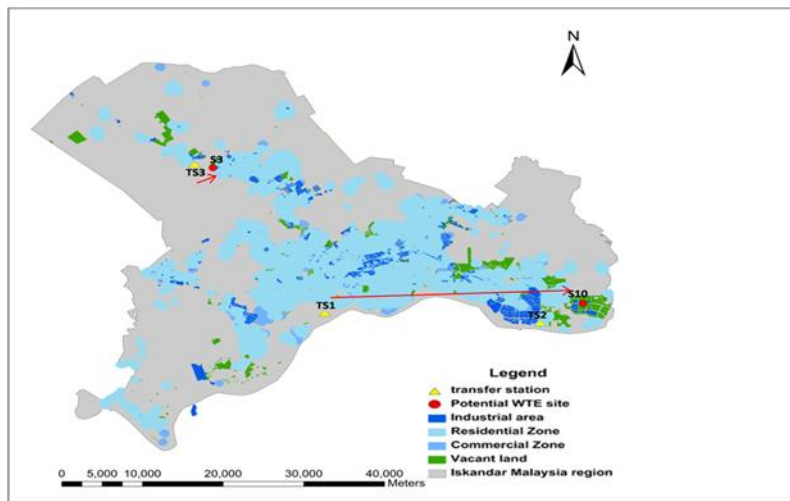 N
S3
TS3
TS1
S10
TS2
Legend
transfer station
Potential WTE site
Industrial area
Residential Zone
Commercial Zone
Vacant land
Iskandar Malaysia region
0 5,000 10,000 20,000 30,000 40,000
Meters